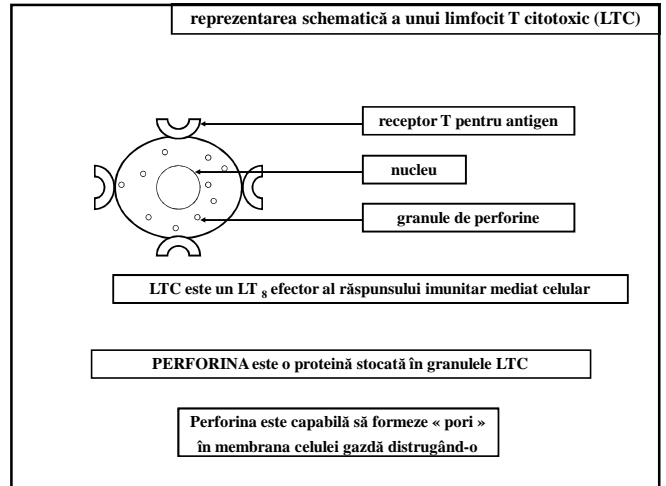 reprezentarea schematică a unui limfocit T citotoxic (LTC)
receptor T pentru antigen
nucleu
granule de perforine
LTC este un LT 8 efector al răspunsului imunitar mediat celular
PERFORINA este o proteină stocată în granulele LTC
Perforina este capabilă să formeze « pori »
în membrana celulei gazdă distrugând-o